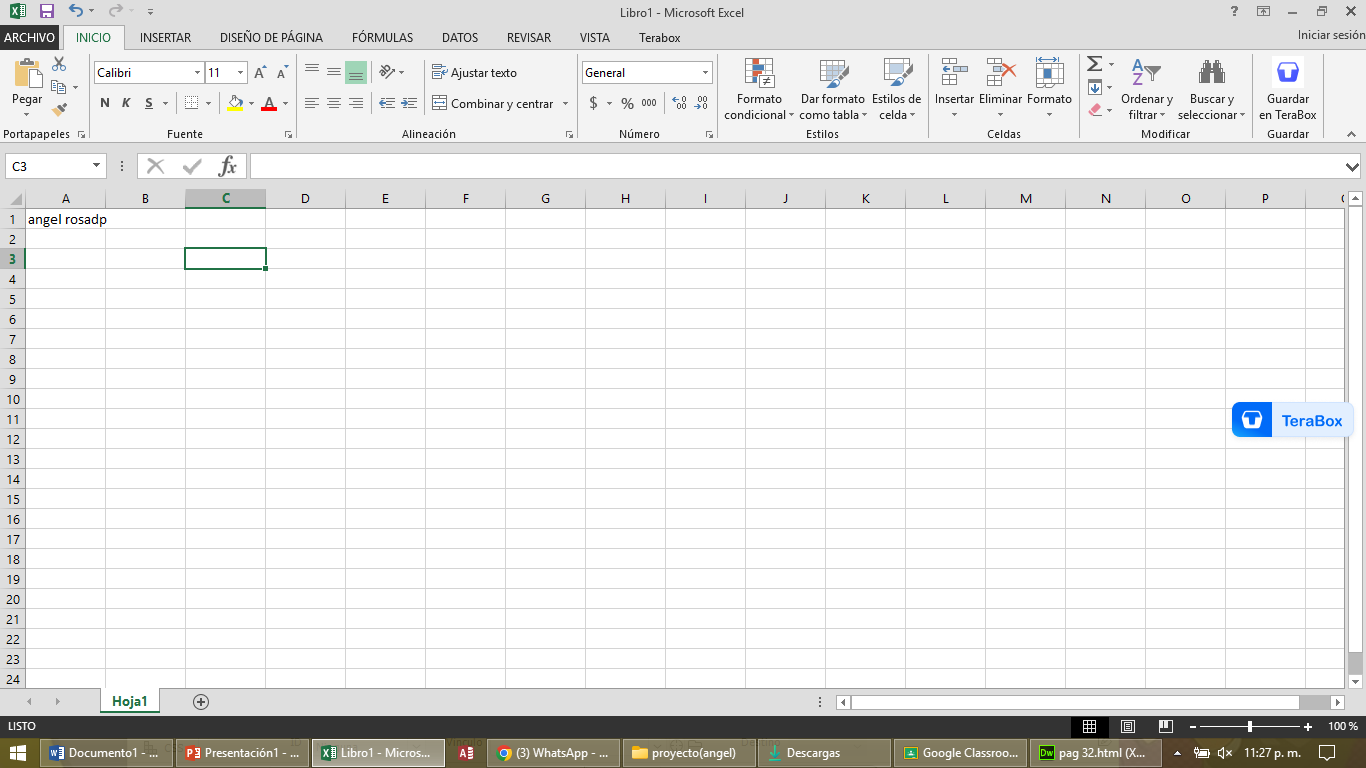 Libro1 - Microsoft Excel
ARCHIVO INICIO INSERTAR DISEÑO DE PÁGINA FÓRMULAS DATOS REVISAR VISTA Terabox Iniciar sesión
Pegar
Portapapeles
Calibri 11
N K S
Fuente
Ajustar texto
Combinar y centrar
Alineación
General
$ % 000
Número
Formato condicional
Dar formato como tabla
Estilos de celda
Estilos
Insertar Eliminar Formato
Celdas
Ordenar y filtrar
Buscar y seleccionar
Modificar
Guardar en TeraBox
Guardar
C3
fx
A B C D E F G H I J K L M N O P
1 angel rosadp
2
3
4
5
6
7
8
9
10
11
TeraBox
12
13
14
15
16
17
18
19
20
21
22
23
24
Hoja1
LISTO 100 %
Documento1 - ... Presentación1 - ... Libro1 - Micros... (3) WhatsApp - ... proyecto(angel) Descargas Google Classroo... pag 32.html (X... 11:27 p. m.